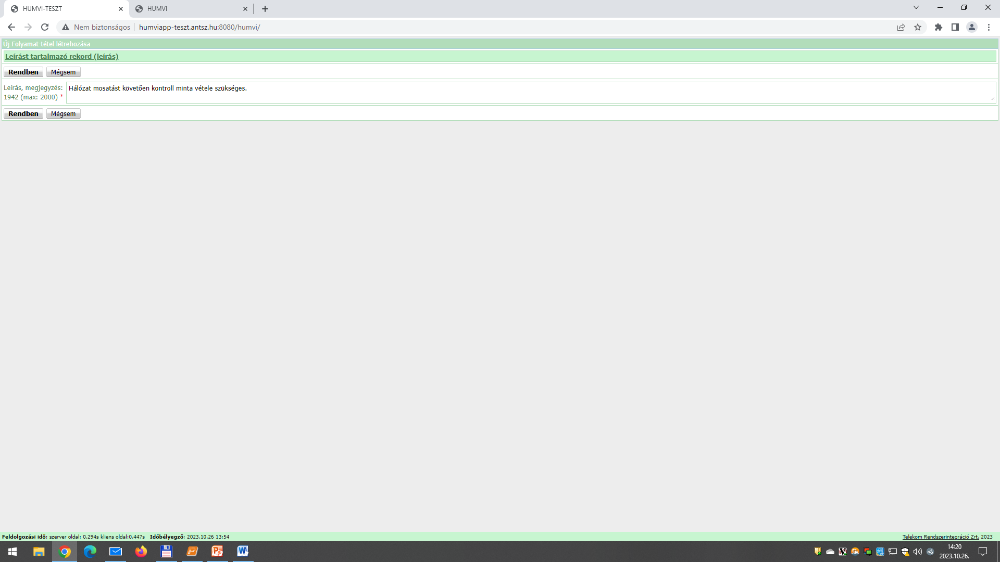 HUMVI-TESZT
HUMVI
Nem biztonságos
humviapp-teszt.antsz.hu:8080/humvi/
Új Folyamat-tétel létrehozása
Leírást tartalmazó rekord (leírás)
Rendben Mégsem
Leírás, megjegyzés:
1942 (max: 2000) *
Hálózat mosatást követően kontroll minta vétele szükséges.
Rendben Mégsem
Feldolgozási idő: szerver oldal: 0,294s kliens oldal:0,447s Időbélyegző: 2023.10.26 13:54
Telekom Rendszerintegráció Zrt. 2023
14:20
2023.10.26.